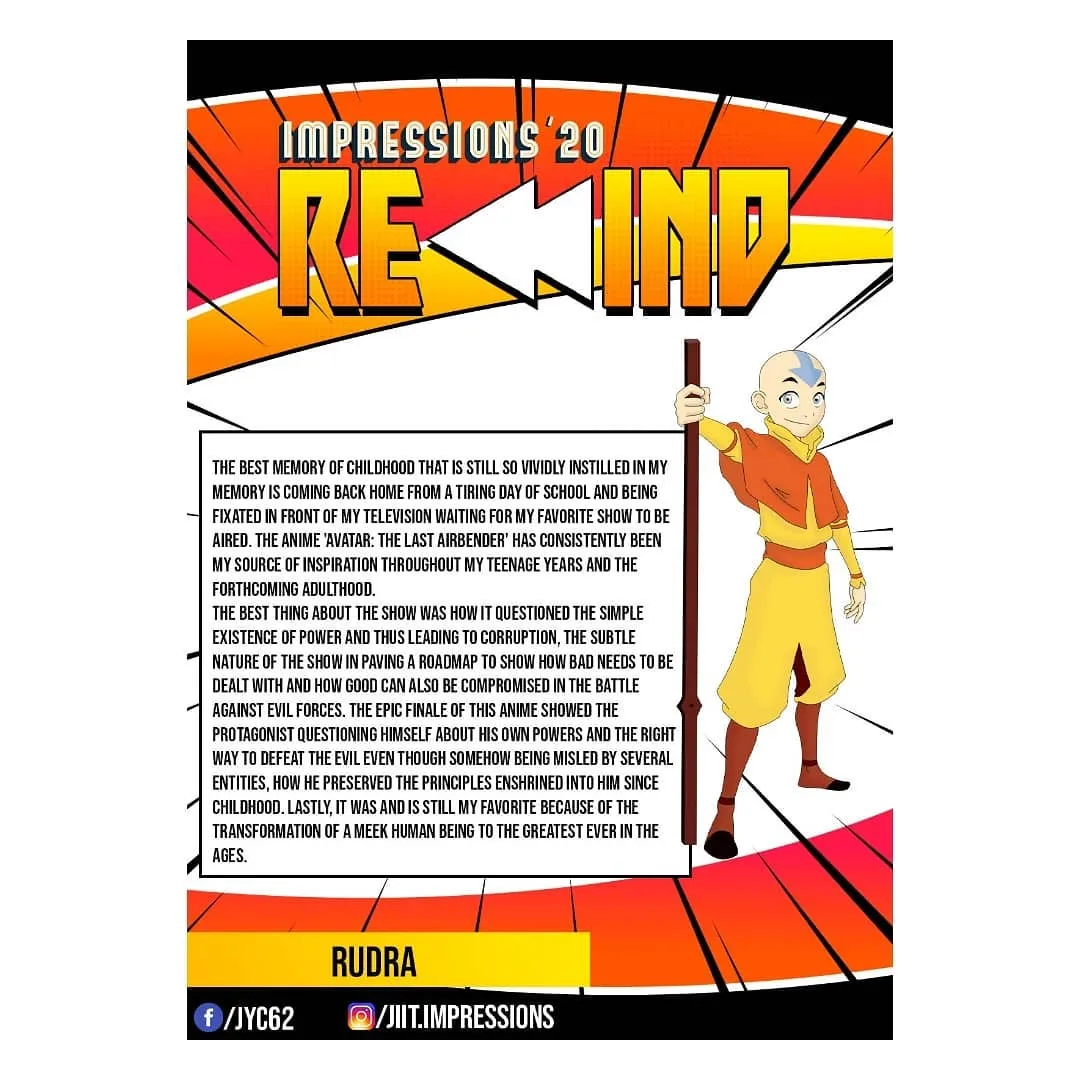 IMPRESSIONS '20
RE IND
THE BEST MEMORY OF CHILDHOOD THAT IS STILL SO VIVIDLY INSTILLED IN MY
MEMORY IS COMING BACK HOME FROM A TIRING DAY OF SCHOOL AND BEING
FIXATED IN FRONT OF MY TELEVISION WAITING FOR MY FAVORITE SHOW TO BE
AIRED. THE ANIME 'AVATAR: THE LAST AIRBENDER' HAS CONSISTENTLY BEEN
MY SOURCE OF INSPIRATION THROUGHOUT MY TEENAGE YEARS AND THE
FORTHCOMING ADULTHOOD.
THE BEST THING ABOUT THE SHOW WAS HOW IT QUESTIONED THE SIMPLE
EXISTENCE OF POWER AND THUS LEADING TO CORRUPTION, THE SUBTLE
NATURE OF THE SHOW IN PAVING A ROADMAP TO SHOW HOW BAD NEEDS TO BE
DEALT WITH AND HOW GOOD CAN ALSO BE COMPROMISED IN THE BATTLE
AGAINST EVIL FORCES. THE EPIC FINALE OF THIS ANIME SHOWED THE
PROTAGONIST QUESTIONING HIMSELF ABOUT HIS OWN POWERS AND THE RIGHT
WAY TO DEFEAT THE EVIL EVEN THOUGH SOMEHOW BEING MISLED BY SEVERAL
ENTITIES, HOW HE PRESERVED THE PRINCIPLES ENSHRINED INTO HIM SINCE
CHILDHOOD. LASTLY, IT WAS AND IS STILL MY FAVORITE BECAUSE OF THE
TRANSFORMATION OF A MEEK HUMAN BEING TO THE GREATEST EVER IN THE
AGES.
RUDRA
/JYC62 /JIIT.IMPRESSIONS